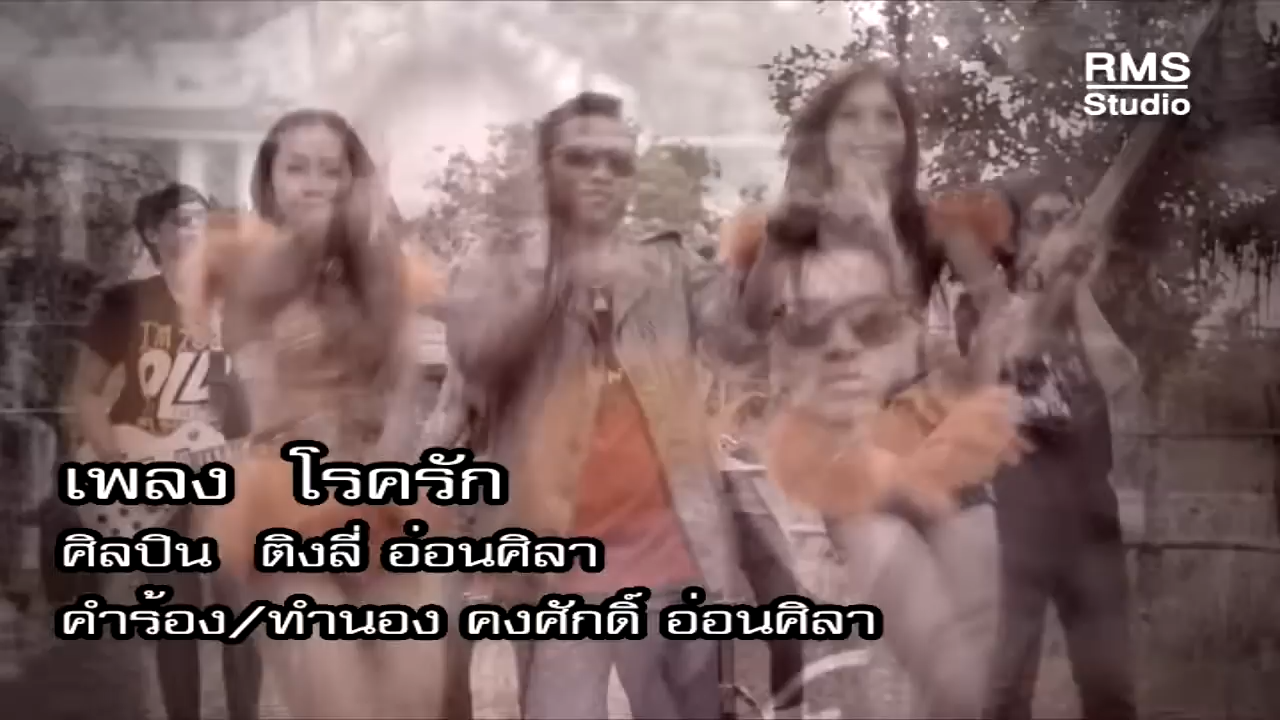 RMS
Studio
I'M
เพลง โรครัก
ศิลปิน ติงลี่ อ่อนศิลา
คำร้อง/ทำนอง คงศักดิ์ อ่อนศิลา